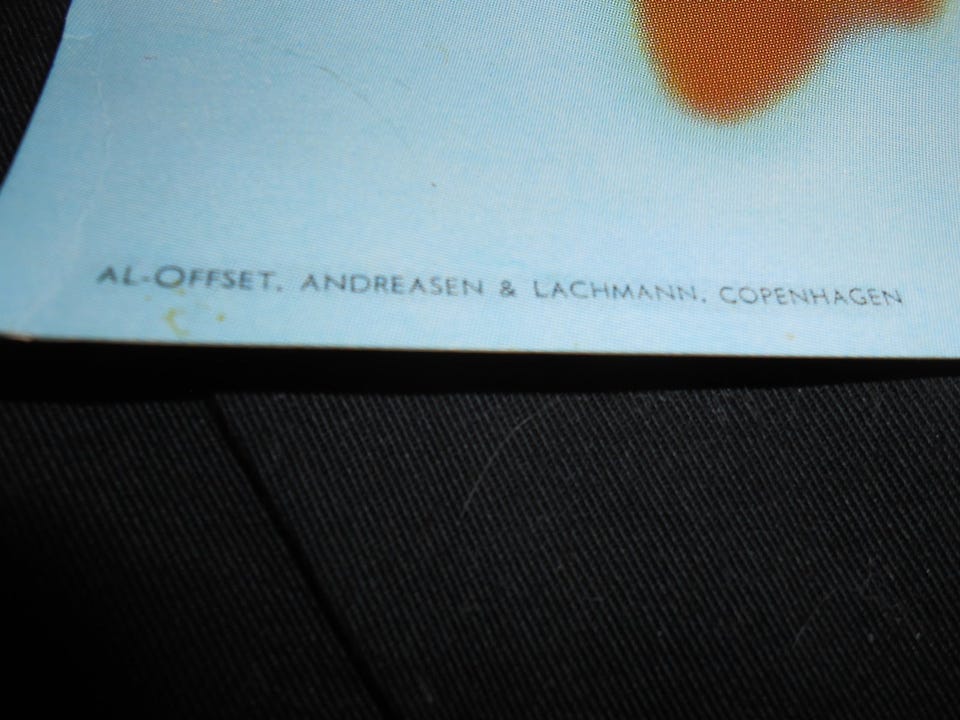 AL-OFFSET. ANDREASEN & LACHMANN. COPENHAGEN